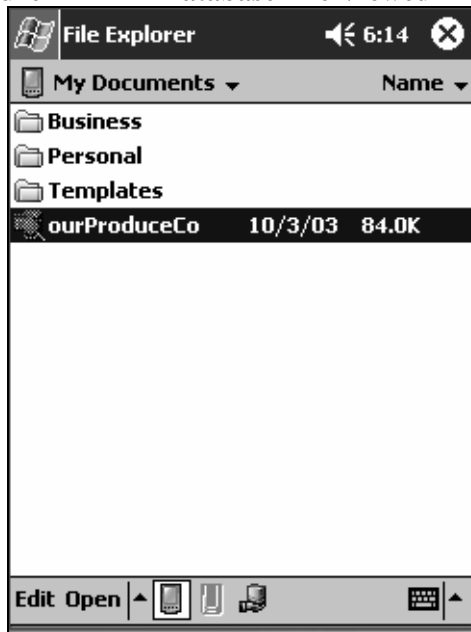 File Explorer 6:14
My Documents Name
Business
Personal
Templates
ourProduceCo 10/3/03 84.0K
Edit Open